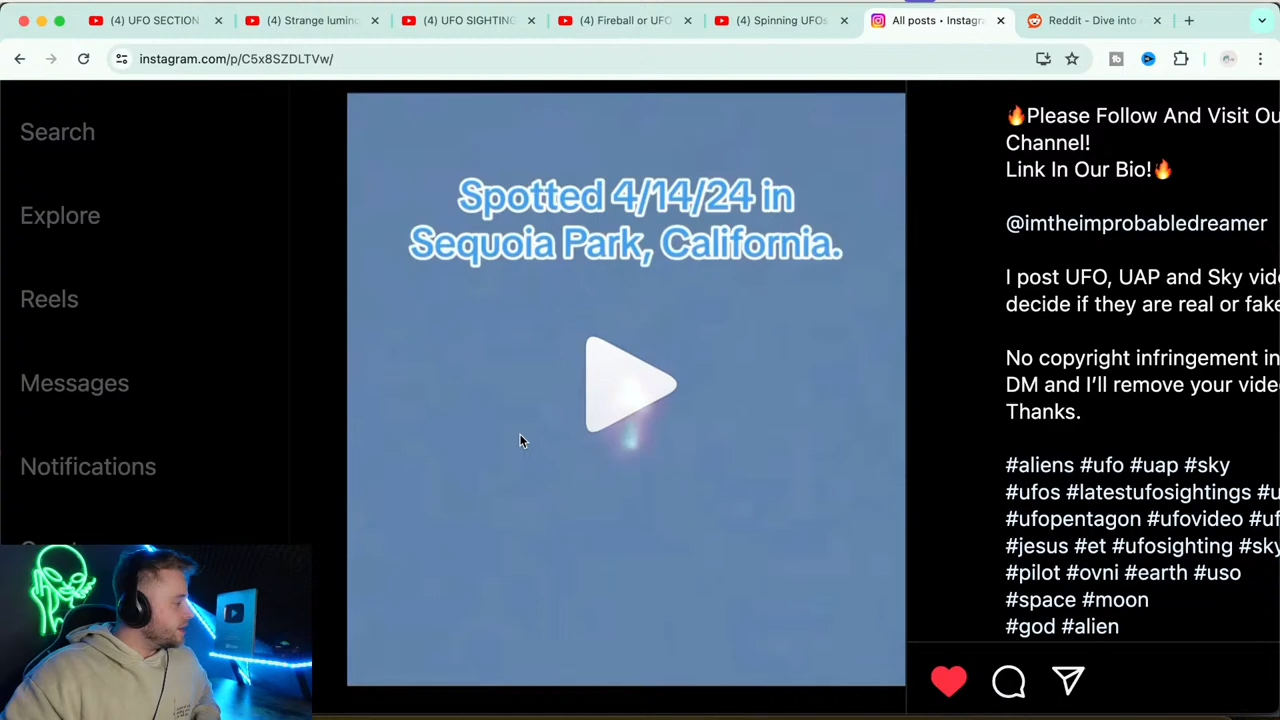 (4) UFO SECTION
(4) Strange lumin
(4) UFO SIGHTING
(4) Fireball or UFO
(4) Spinning UFOs
All posts • Instagra
Reddit - Dive into
instagram.com/p/C5x8SZDLTVw/
Search
Explore
Reels
Messages
Notifications
Spotted 4/14/24 in
Sequoia Park, California.
🔥Please Follow And Visit Ou
Channel!
Link In Our Bio!🔥
@imtheimprobabledreamer
I post UFO, UAP and Sky vid
decide if they are real or fake
No copyright infringement in
DM and I’ll remove your vide
Thanks.
#aliens #ufo #uap #sky
#ufos #latestufosightings #u
#ufopentagon #ufovideo #uf
#jesus #et #ufosighting #sky
#pilot #ovni #earth #uso
#space #moon
#god #alien